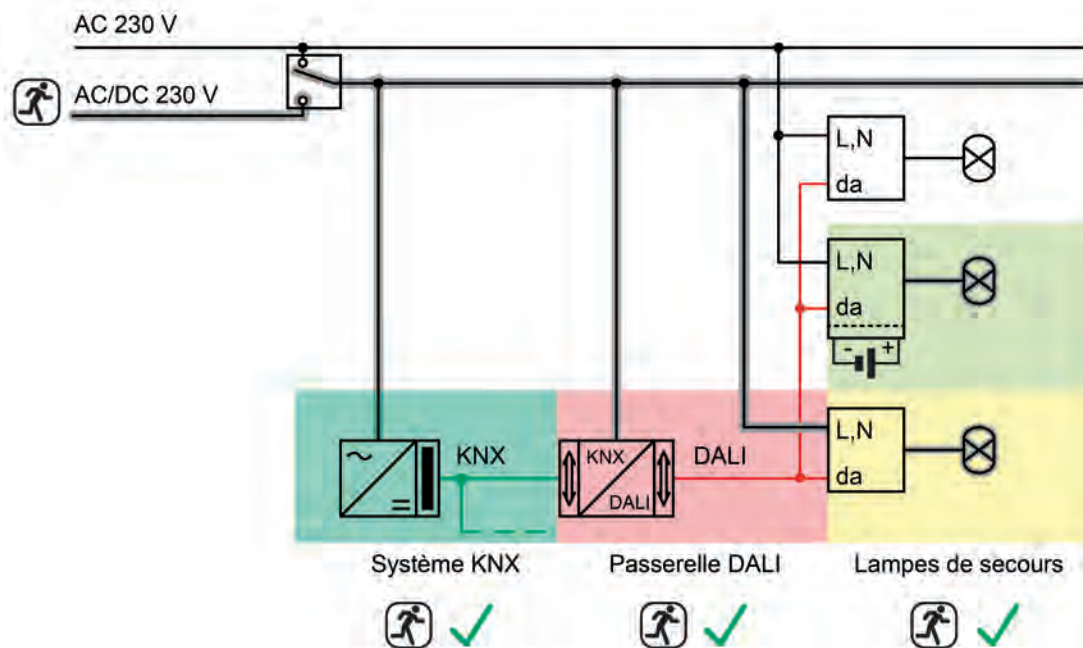 AC 230 V
AC/DC 230 V
L,N
da
L,N
da
- +
L,N
da
KNX
KNX
DALI
DALI
~
=
Système KNX
Passerelle DALI
Lampes de secours